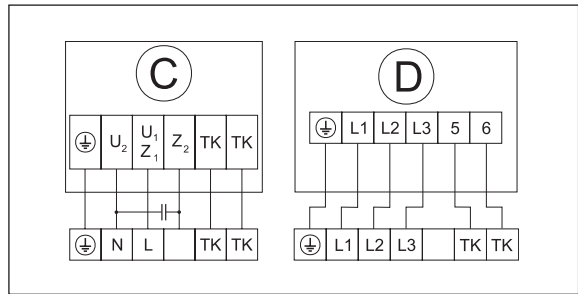 C
D
U₂ U₁ Z₁ Z₂ TK TK
L1 L2 L3 5 6
N L TK TK
L1 L2 L3 TK TK